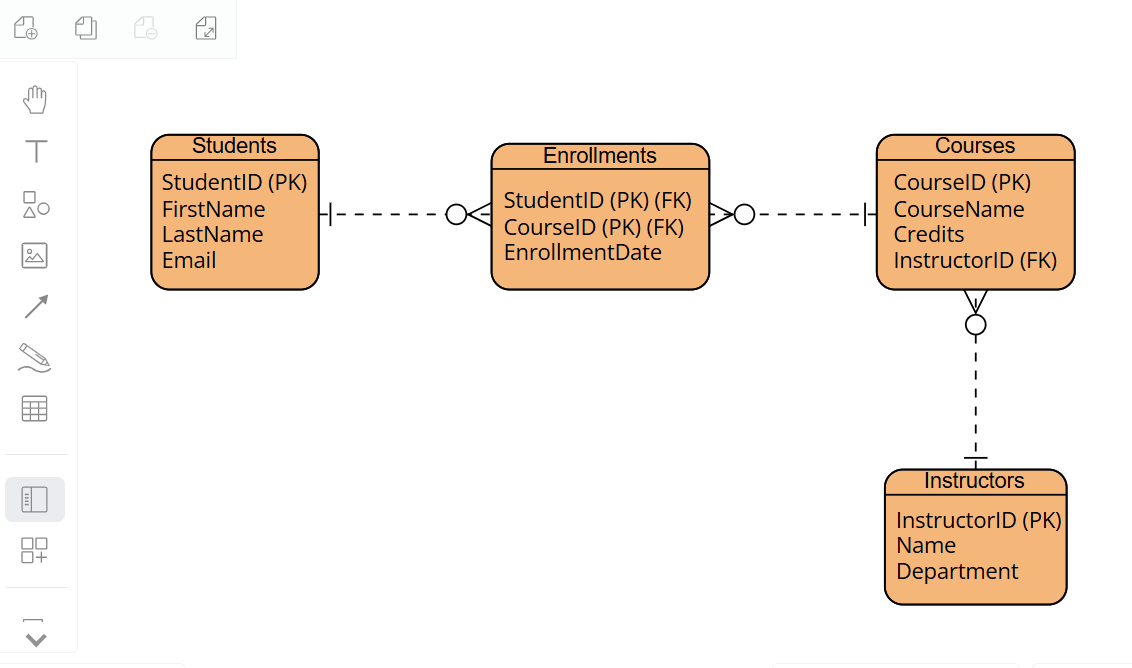 Students
StudentID (PK)
FirstName
LastName
Email
Enrollments
StudentID (PK) (FK)
CourseID (PK) (FK)
EnrollmentDate
Courses
CourseID (PK)
CourseName
Credits
InstructorID (FK)
Instructors
InstructorID (PK)
Name
Department